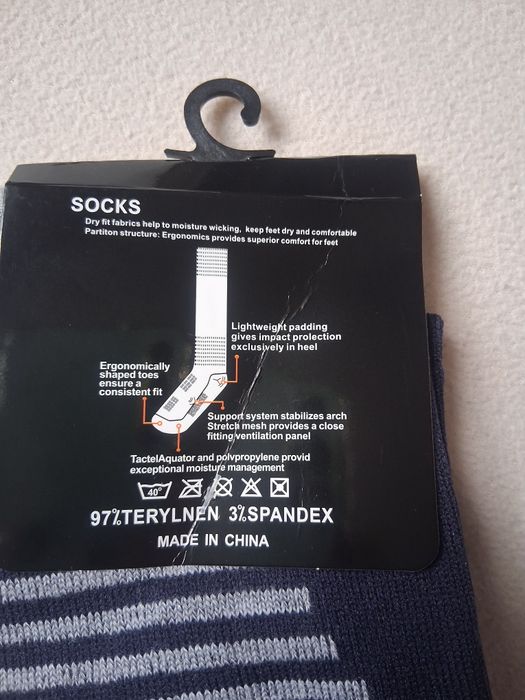 SOCKS
Dry fit fabrics help to moisture wicking, keep feet dry and comfortable
Partiton structure: Ergonomics provides superior comfort for feet
Lightweight padding
gives impact prolection
exclusively in heel
Ergonomically
shaped toes
ensure a
consistent fit
Support system stabilizes arch
Stretch mesh provides a close
fitting ventilation panel
TactelAquator and polvpropylene provid
exceptional moisture management
40°
97%TERYLNEN 3%SPANDEX
MADE IN CHINA